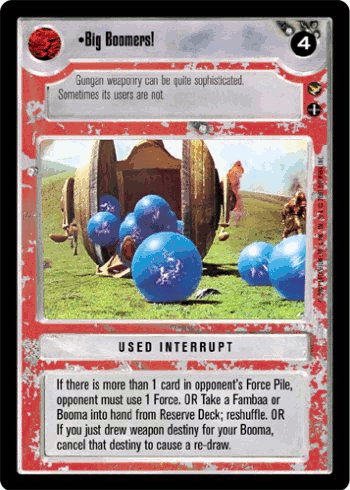 •Big Boomers!
4
Gungan weaponry can be quite sophisticated.
Sometimes its users are not.
USED INTERRUPT
If there is more than 1 card in opponent's Force Pile,
opponent must use 1 Force. OR Take a Fambaa or
Booma into hand from Reserve Deck; reshuffle. OR
If you just drew weapon destiny for your Booma,
cancel that destiny to cause a re-draw.